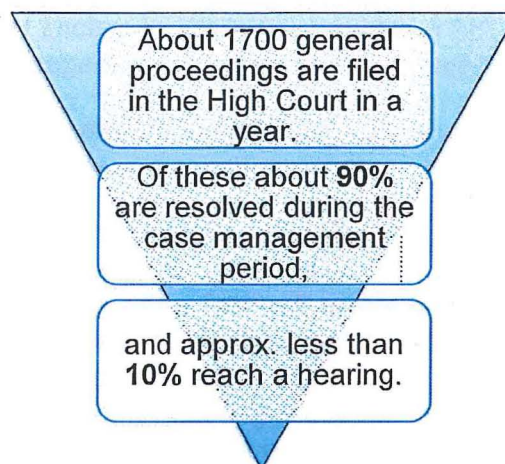 About 1700 general
proceedings are filed
in the High Court in a
year.
Of these about 90%
are resolved during the
case management
period,
and approx. less than
10% reach a hearing.